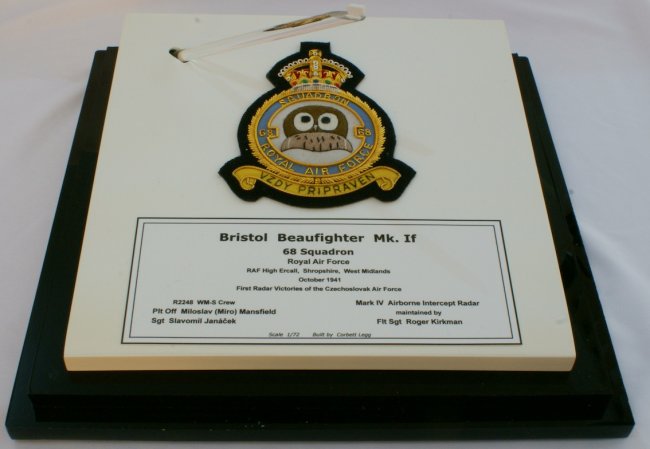 SQUADRON
68 68
ROYAL AIR FORCE
VZDY PRIPRAVEN
Bristol Beaufighter Mk. If
68 Squadron
Royal Air Force
RAF High Ercall, Shropshire, West Midlands
October 1941
First Radar Victories of the Czechoslovak Air Force
R2248 WM-S Crew
Plt Off Miloslav (Miro) Mansfield
Sgt Slavomil Janáček
Mark IV Airborne Intercept Radar
maintained by
Flt Sgt Roger Kirkman
Scale 1/72 Built by Corbett Legg